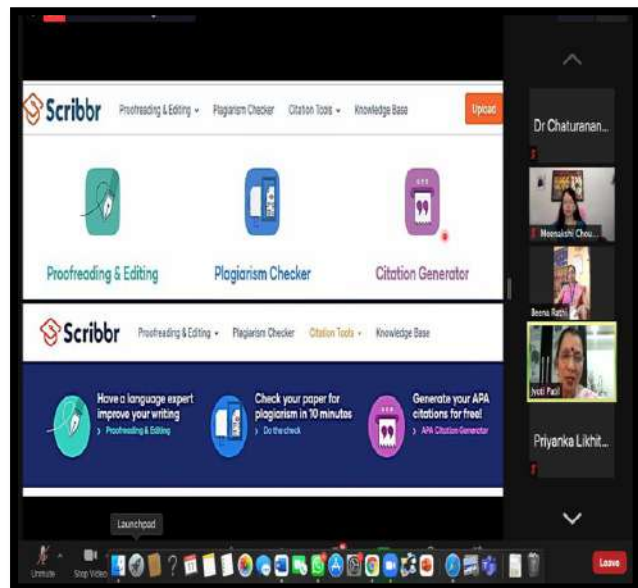 Scribbr Proofreading & Editing Plagiarism Checker Citation Tools Knowledge Base Upload
Proofreading & Editing Plagiarism Checker Citation Generator
Scribbr Proofreading & Editing Plagiarism Checker Citation Tools Knowledge Base
Have a language expert
improve your writing
> Proofreading & Editing
Check your paper for
plagiarism in 10 minutes
> Do the check
Generate your APA
citations for free!
> APA Citation Generator
Dr Chaturanan...
Meenakshi Chou...
Beena Rathi
Jyoti Patil
Priyanka Likhit...
Launchpad
Unmute Stop Video
Leave